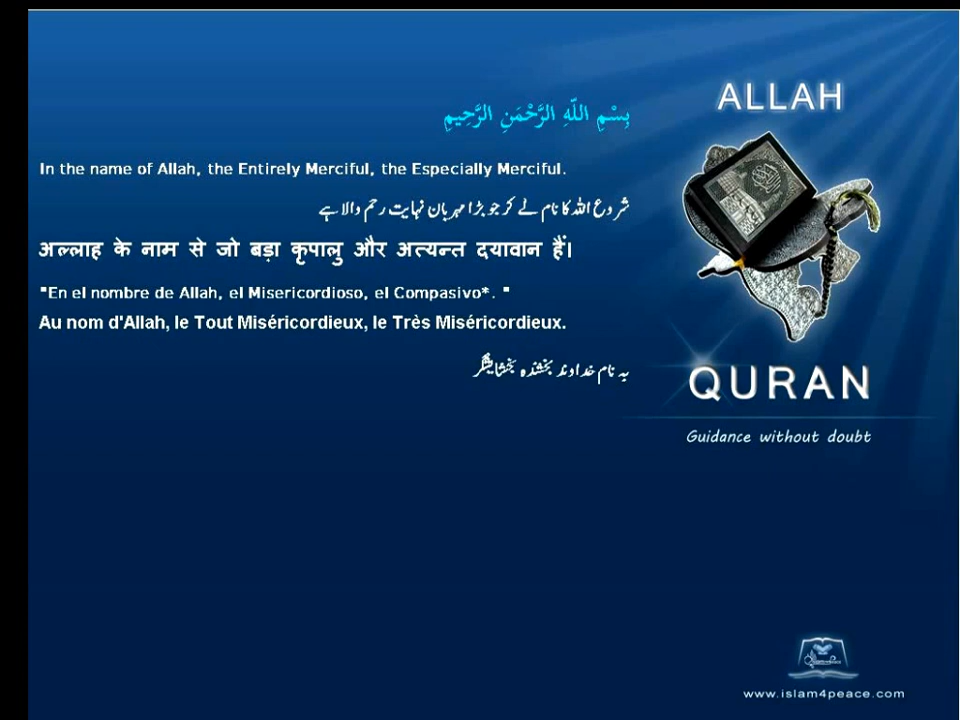 بِسْمِ اللّهِ الرَّحْمَنِ الرَّحِيمِ
In the name of Allah, the Entirely Merciful, the Especially Merciful.
شروع اللہ کا نام لے کر جو بڑا مہربان نہایت رحم والا ہے
अल्लाह के नाम से जो बड़ा कृपालु और अत्यन्त दयावान हैं।
"En el nombre de Allah, el Misericordioso, el Compasivo*. "
Au nom d'Allah, le Tout Miséricordieux, le Très Miséricordieux.
به نام خداوند بخشنده بخشایشگر
ALLAH
QURAN
Guidance without doubt
www.islam4peace.com